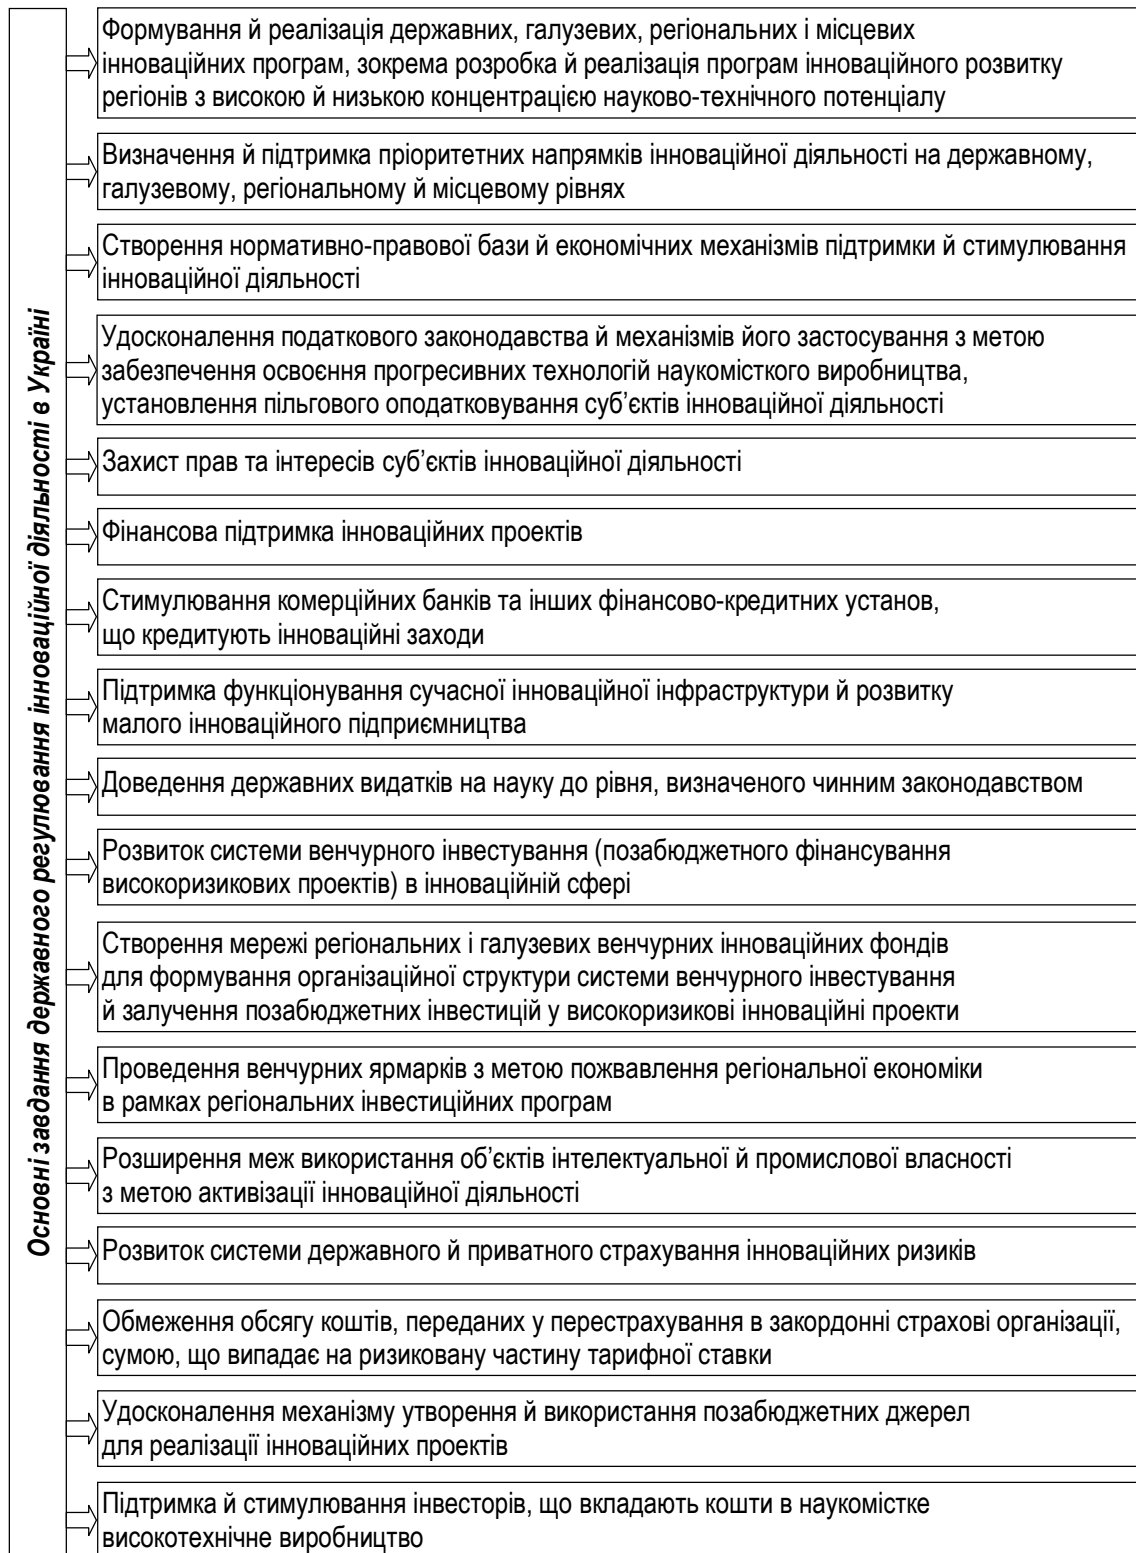 Основні завдання державного регулювання інноваційної діяльності в Україні
Формування й реалізація державних, галузевих, регіональних і місцевих
інноваційних програм, зокрема розробка й реалізація програм інноваційного розвитку
регіонів з високою й низькою концентрацією науково-технічного потенціалу
Визначення й підтримка пріоритетних напрямків інноваційної діяльності на державному,
галузевому, регіональному й місцевому рівнях
Створення нормативно-правової бази й економічних механізмів підтримки й стимулювання
інноваційної діяльності
Удосконалення податкового законодавства й механізмів його застосування з метою
забезпечення освоєння прогресивних технологій наукомісткого виробництва,
установлення пільгового оподатковування суб’єктів інноваційної діяльності
Захист прав та інтересів суб’єктів інноваційної діяльності
Фінансова підтримка інноваційних проектів
Стимулювання комерційних банків та інших фінансово-кредитних установ,
що кредитують інноваційні заходи
Підтримка функціонування сучасної інноваційної інфраструктури й розвитку
малого інноваційного підприємництва
Доведення державних видатків на науку до рівня, визначеного чинним законодавством
Розвиток системи венчурного інвестування (позабюджетного фінансування
високоризикових проектів) в інноваційній сфері
Створення мережі регіональних і галузевих венчурних інноваційних фондів
для формування організаційної структури системи венчурного інвестування
й залучення позабюджетних інвестицій у високоризикові інноваційні проекти
Проведення венчурних ярмарків з метою пожвавлення регіональної економіки
в рамках регіональних інвестиційних програм
Розширення меж використання об’єктів інтелектуальної й промислової власності
з метою активізації інноваційної діяльності
Розвиток системи державного й приватного страхування інноваційних ризиків
Обмеження обсягу коштів, переданих у перестрахування в закордонні страхові організації,
сумою, що випадає на ризиковану частину тарифної ставки
Удосконалення механізму утворення й використання позабюджетних джерел
для реалізації інноваційних проектів
Підтримка й стимулювання інвесторів, що вкладають кошти в наукомістке
високотехнічне виробництво